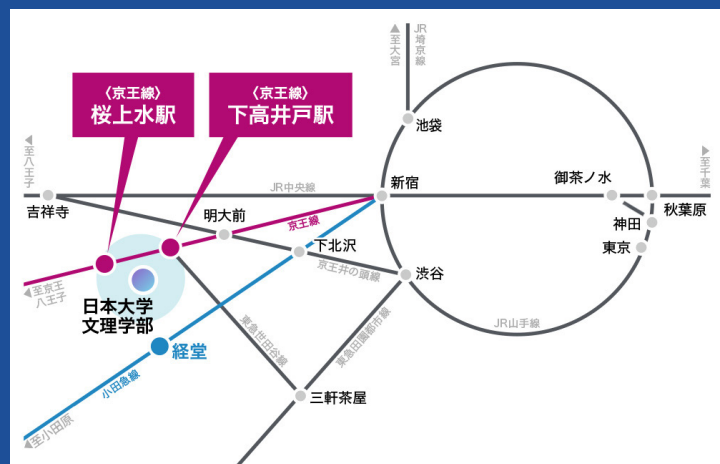 〈京王線〉
桜上水駅
〈京王線〉
下高井戸駅
▲至大宮
JR埼京線
池袋
▲至八王子
吉祥寺
JR中央線
新宿
御茶ノ水
秋葉原
▲至千葉
神田
東京
明大前
京王線
下北沢
京王井の頭線
渋谷
◀至京王
八王子
日本大学
文理学部
経堂
小田急線
◀至小田原
東急世田谷線
東急田園都市線
三軒茶屋
JR山手線